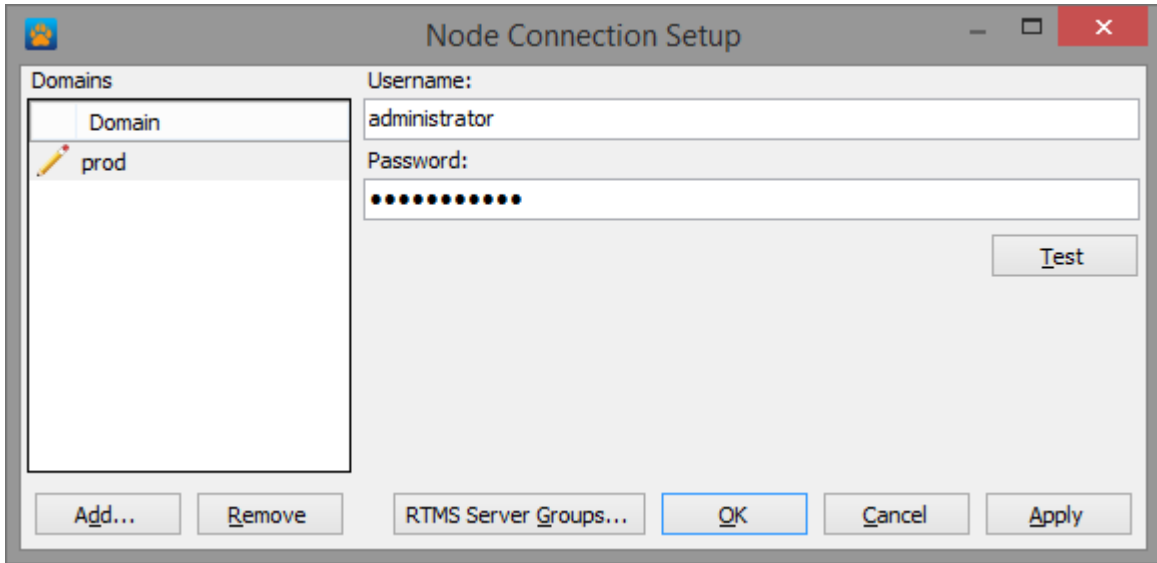 Node Connection Setup
Domains
Domain
prod
Username:
administrator
Password:
●●●●●●●●●●●
Test
Add...
Remove
RTMS Server Groups...
OK
Cancel
Apply